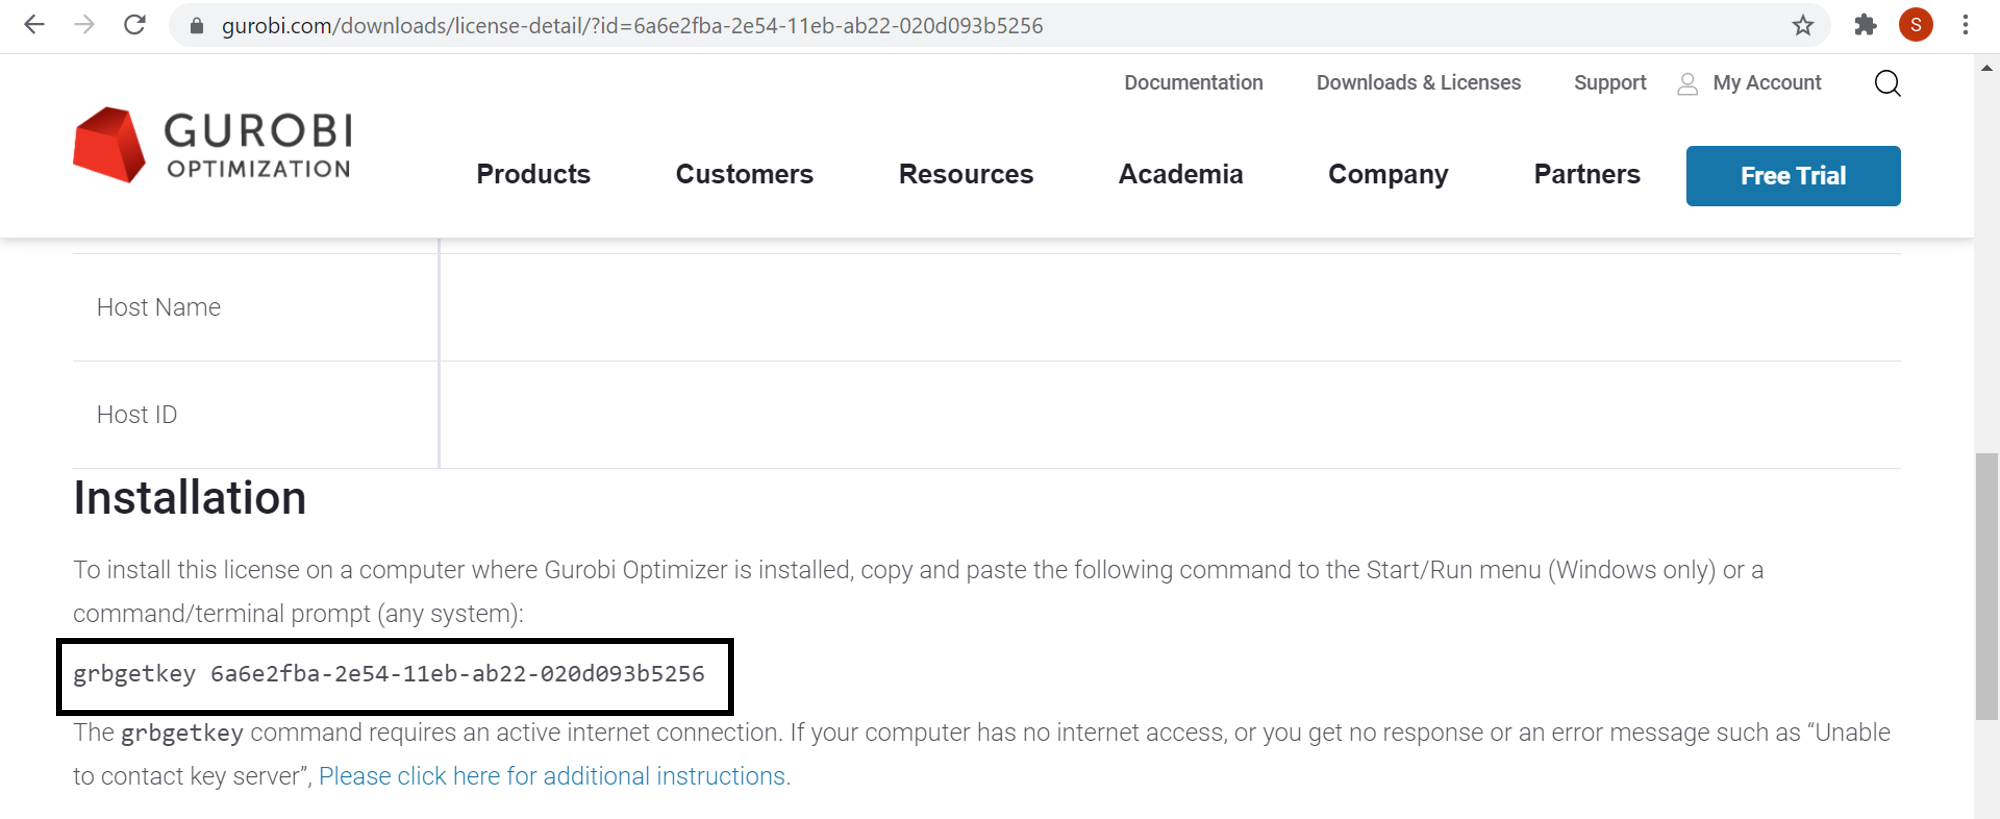 gurobi.com/downloads/license-detail/?id=6a6e2fba-2e54-11eb-ab22-020d093b5256
S
Documentation Downloads & Licenses Support My Account
GUROBI
OPTIMIZATION
Products Customers Resources Academia Company Partners Free Trial
Host Name
Host ID
Installation
To install this license on a computer where Gurobi Optimizer is installed, copy and paste the following command to the Start/Run menu (Windows only) or a
command/terminal prompt (any system):
grbgetkey 6a6e2fba-2e54-11eb-ab22-020d093b5256
The grbgetkey command requires an active internet connection. If your computer has no internet access, or you get no response or an error message such as “Unable
to contact key server”, Please click here for additional instructions.